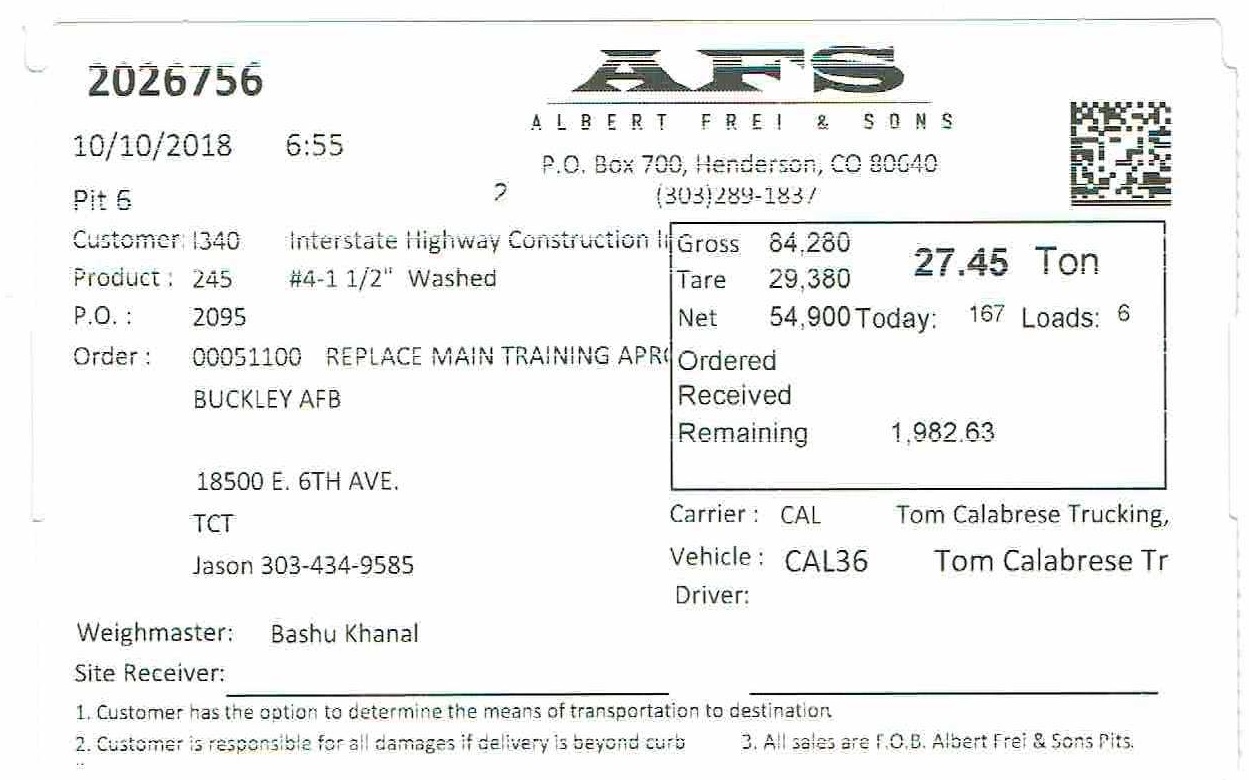 2026756
AFS
ALBERT FREI & SONS
10/10/2018 6:55
P.O. Box 700, Henderson, CO 80640
Pit 6 2 (303)289-1837
Customer: I340 Interstate Highway Construction
Gross 84,280 27.45 Ton
Product : 245 #4-1 1/2" Washed
Tare 29,380
P.O. : 2095
Net 54,900 Today: 167 Loads: 6
Order : 00051100 REPLACE MAIN TRAINING APR
Ordered
BUCKLEY AFB
Received
Remaining 1,982.63
18500 E. 6TH AVE.
TCT
Carrier : CAL Tom Calabrese Trucking,
Jason 303-434-9585
Vehicle : CAL36 Tom Calabrese Tr
Driver:
Weighmaster: Bashu Khanal
Site Receiver:
1. Customer has the option to determine the means of transportation to destination.
2. Customer is responsible for all damages if delivery is beyond curb 3. All sales are F.O.B. Albert Frei & Sons Pits.